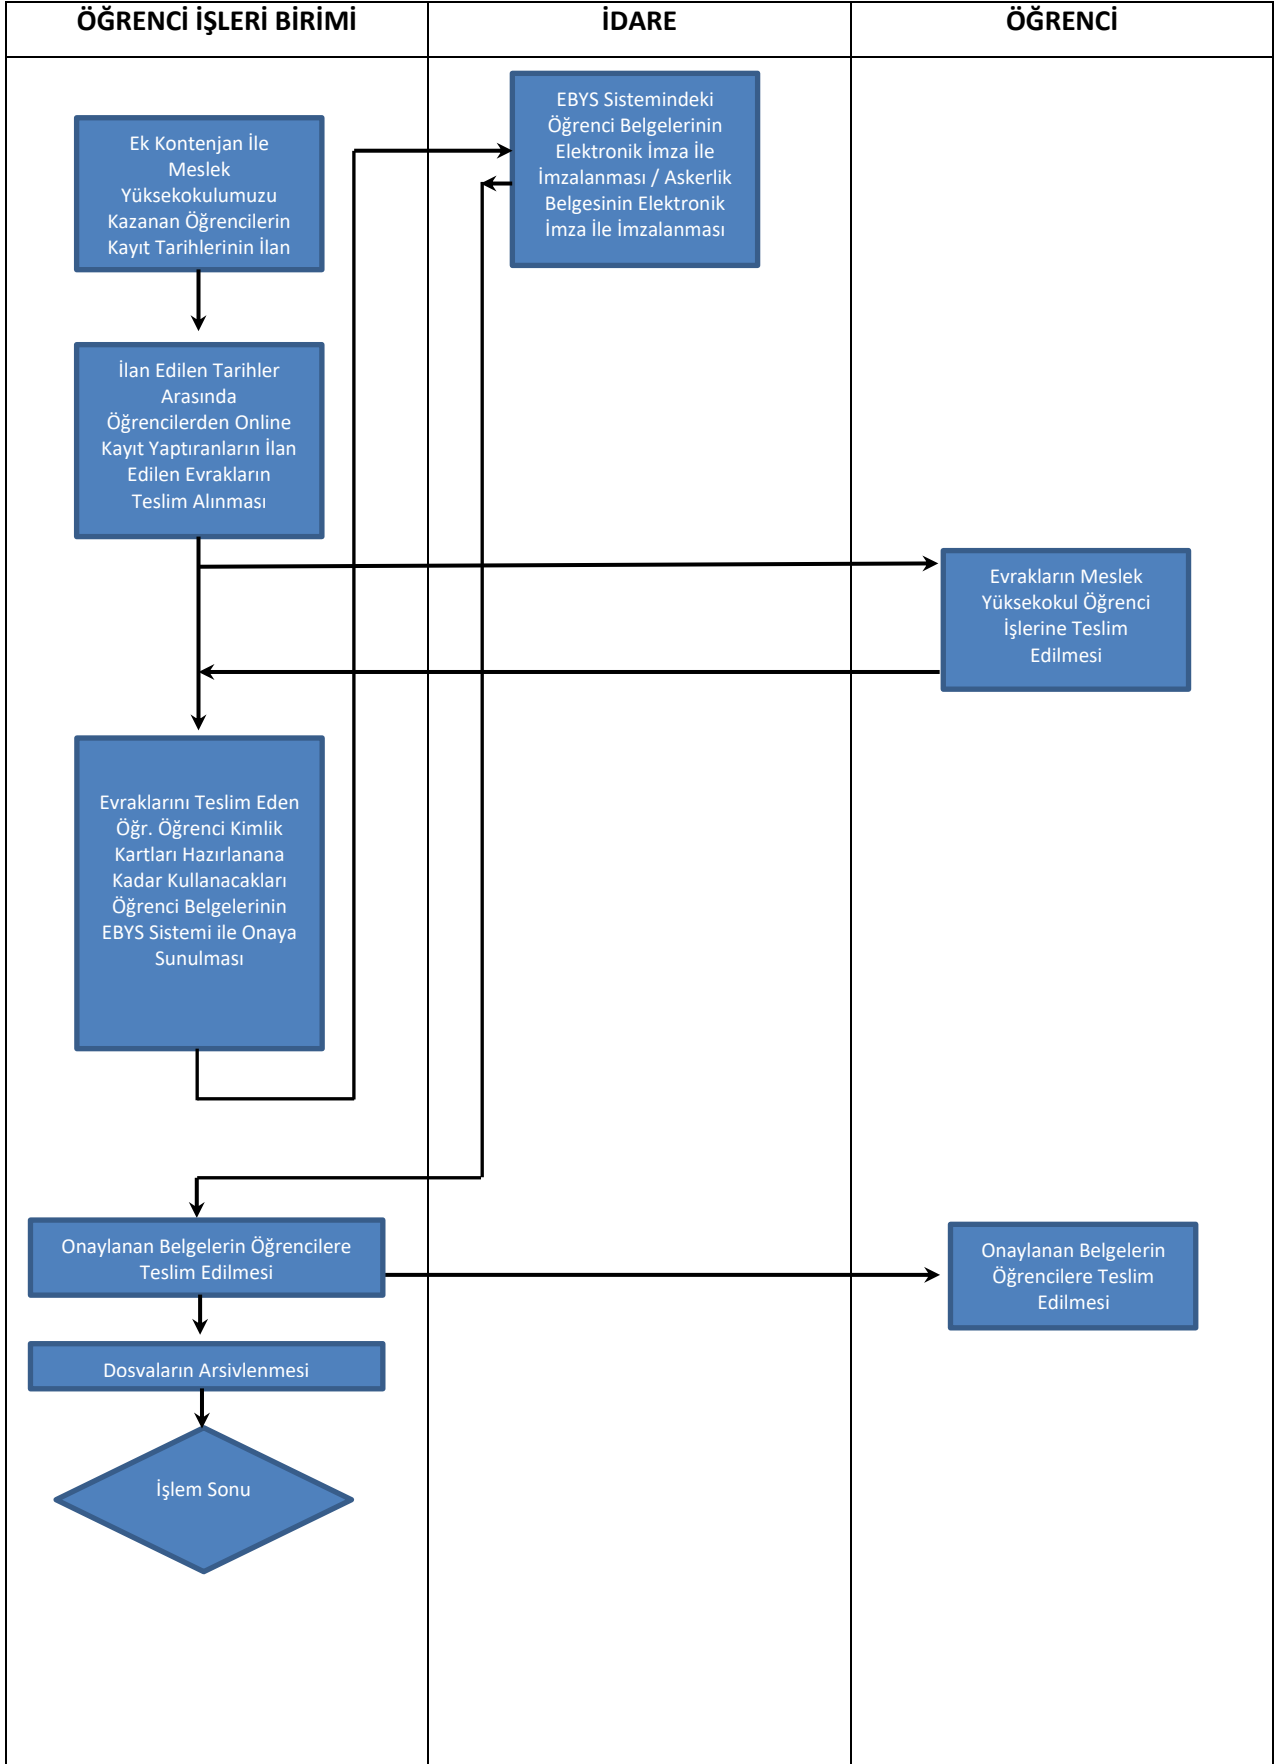 ÖĞRENCİ İŞLERİ BİRİMİ
İDARE
ÖĞRENCİ
Ek Kontenjan İle
Meslek
Yüksekokulumuzu
Kazanan Öğrencilerin
Kayıt Tarihlerinin İlan
EBYS Sistemindeki
Öğrenci Belgelerinin
Elektronik İmza İle
İmzalanması / Askerlik
Belgesinin Elektronik
İmza İle İmzalanması
İlan Edilen Tarihler
Arasında
Öğrencilerden Online
Kayıt Yaptıranların İlan
Edilen Evrakların
Teslim Alınması
Evrakların Meslek
Yüksekokul Öğrenci
İşlerine Teslim
Edilmesi
Evraklarını Teslim Eden
Öğr. Öğrenci Kimlik
Kartları Hazırlanana
Kadar Kullanacakları
Öğrenci Belgelerinin
EBYS Sistemi ile Onaya
Sunulması
Onaylanan Belgelerin Öğrencilere
Teslim Edilmesi
Onaylanan Belgelerin
Öğrencilere Teslim
Edilmesi
Dosyaların Arşivlenmesi
İşlem Sonu